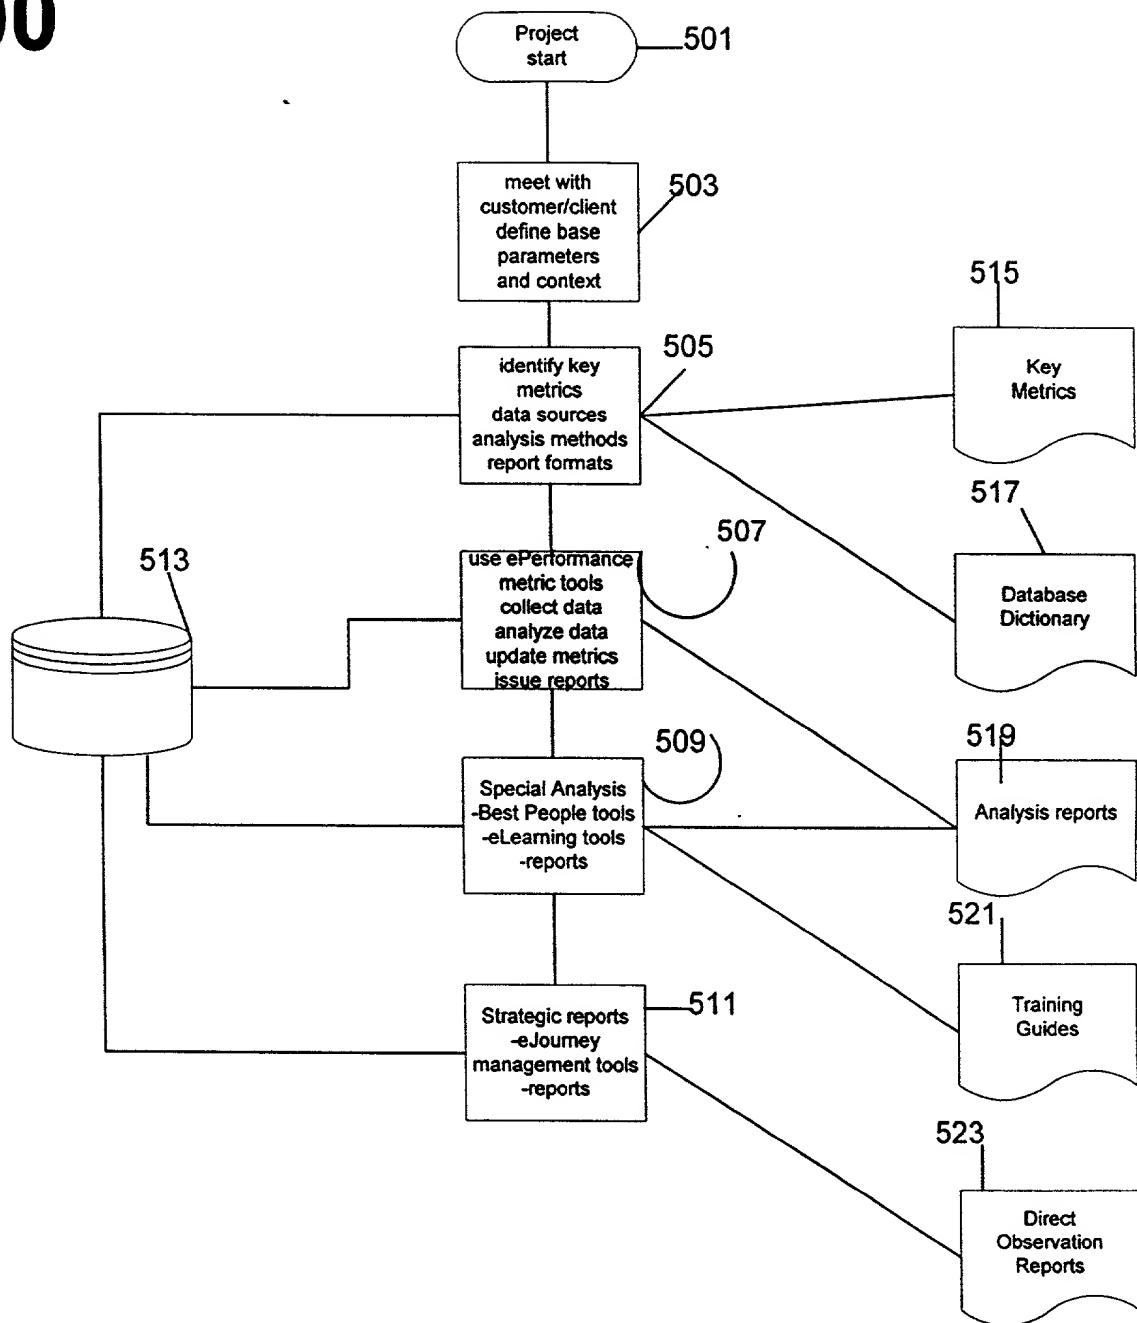 00
Project
start
501
meet with
customer/client
define base
parameters
and context
503
identify key
metrics
data sources
analysis methods
report formats
505
515
Key
Metrics
517
Database
Dictionary
513
use ePerformance
metric tools
collect data
analyze data
update metrics
issue reports
507
519
Analysis reports
509
Special Analysis
-Best People tools
-eLearning tools
-reports
521
Training
Guides
Strategic reports
-eJourney
management tools
-reports
511
523
Direct
Observation
Reports